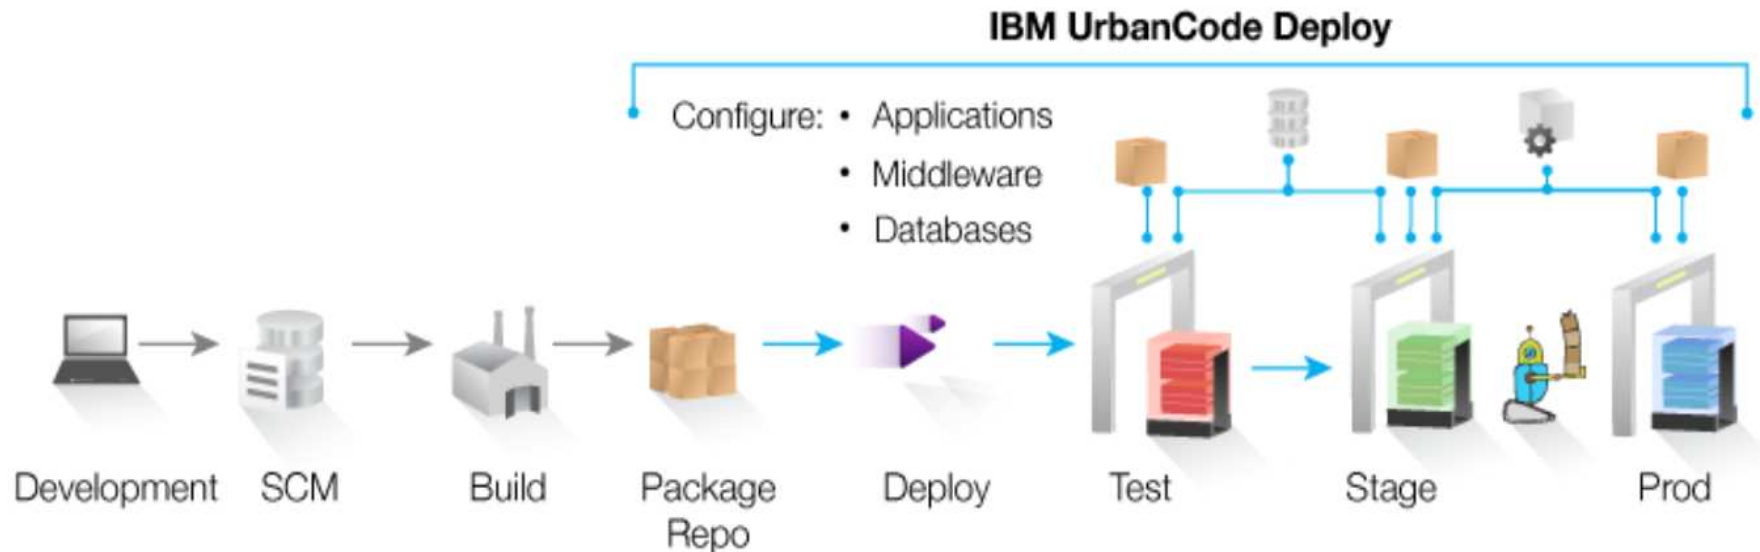 IBM UrbanCode Deploy
Configure: • Applications
• Middleware
• Databases
Development
SCM
Build
Package
Repo
Deploy
Test
Stage
Prod